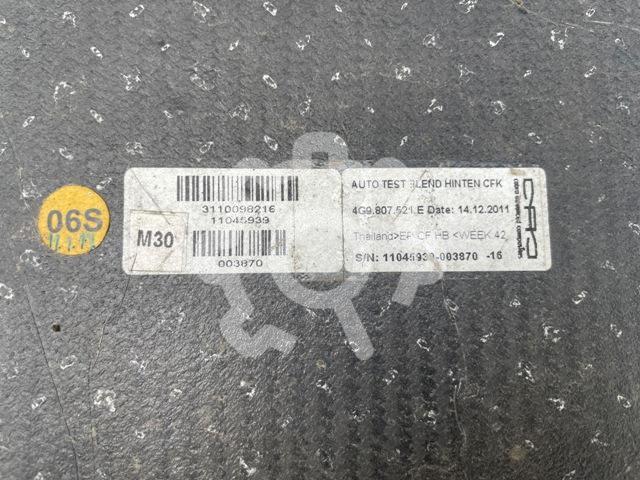 06S
3110098216
11045939
M30
003870
AUTO TEST BLEND HINTEN CFK
4G9.807.521.E Date: 14.12.2011
Thailand>EP CF HB <WEEK 42
S/N: 11045939-003870 -16